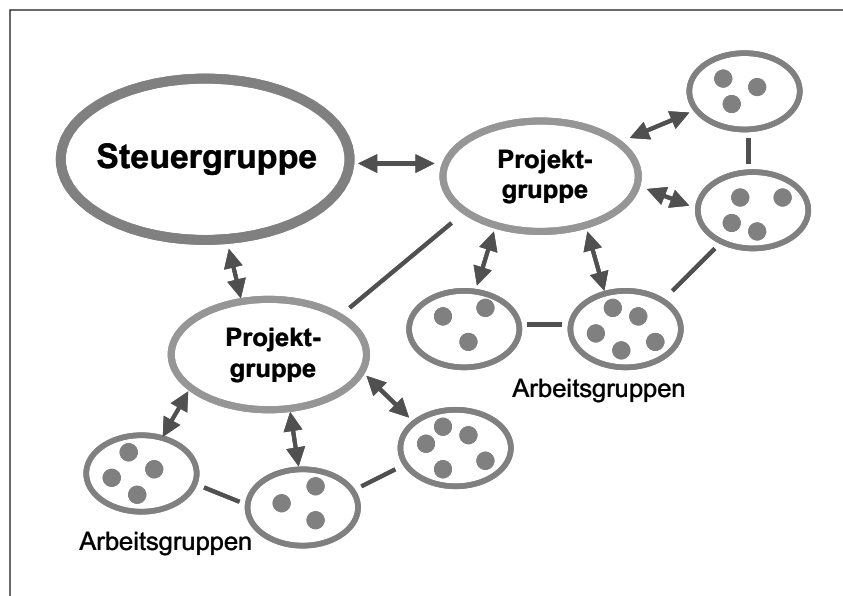 Steuergruppe
Projekt-
gruppe
Projekt-
gruppe
Arbeitsgruppen
Arbeitsgruppen